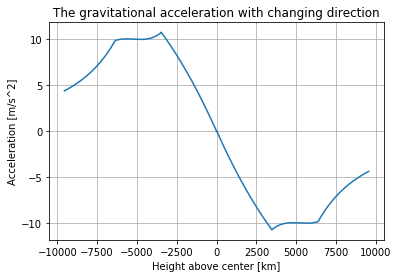 The gravitational acceleration with changing direction
10
5
0
−5
−10
Acceleration [m/s^2]
−10000 −7500 −5000 −2500 0 2500 5000 7500 10000
Height above center [km]